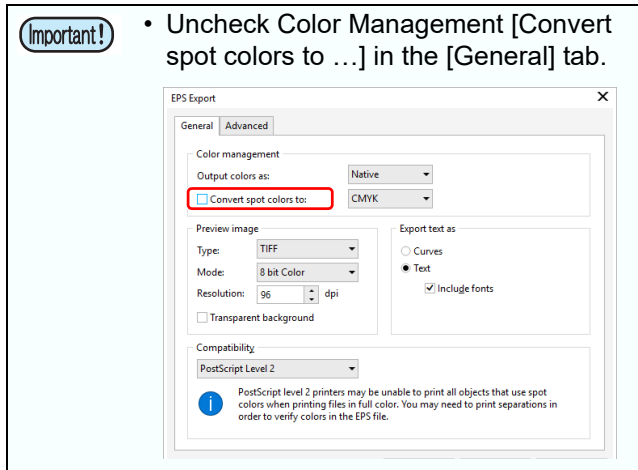 Important!
• Uncheck Color Management [Convert
spot colors to …] in the [General] tab.
EPS Export
General Advanced
Color management
Output colors as: Native
Convert spot colors to: CMYK
Preview image
Type: TIFF
Mode: 8 bit Color
Resolution: 96 dpi
Transparent background
Export text as
Curves
Text
Include fonts
Compatibility
PostScript Level 2
PostScript level 2 printers may be unable to print all objects that use spot
colors when printing files in full color. You may need to print separations in
order to verify colors in the EPS file.